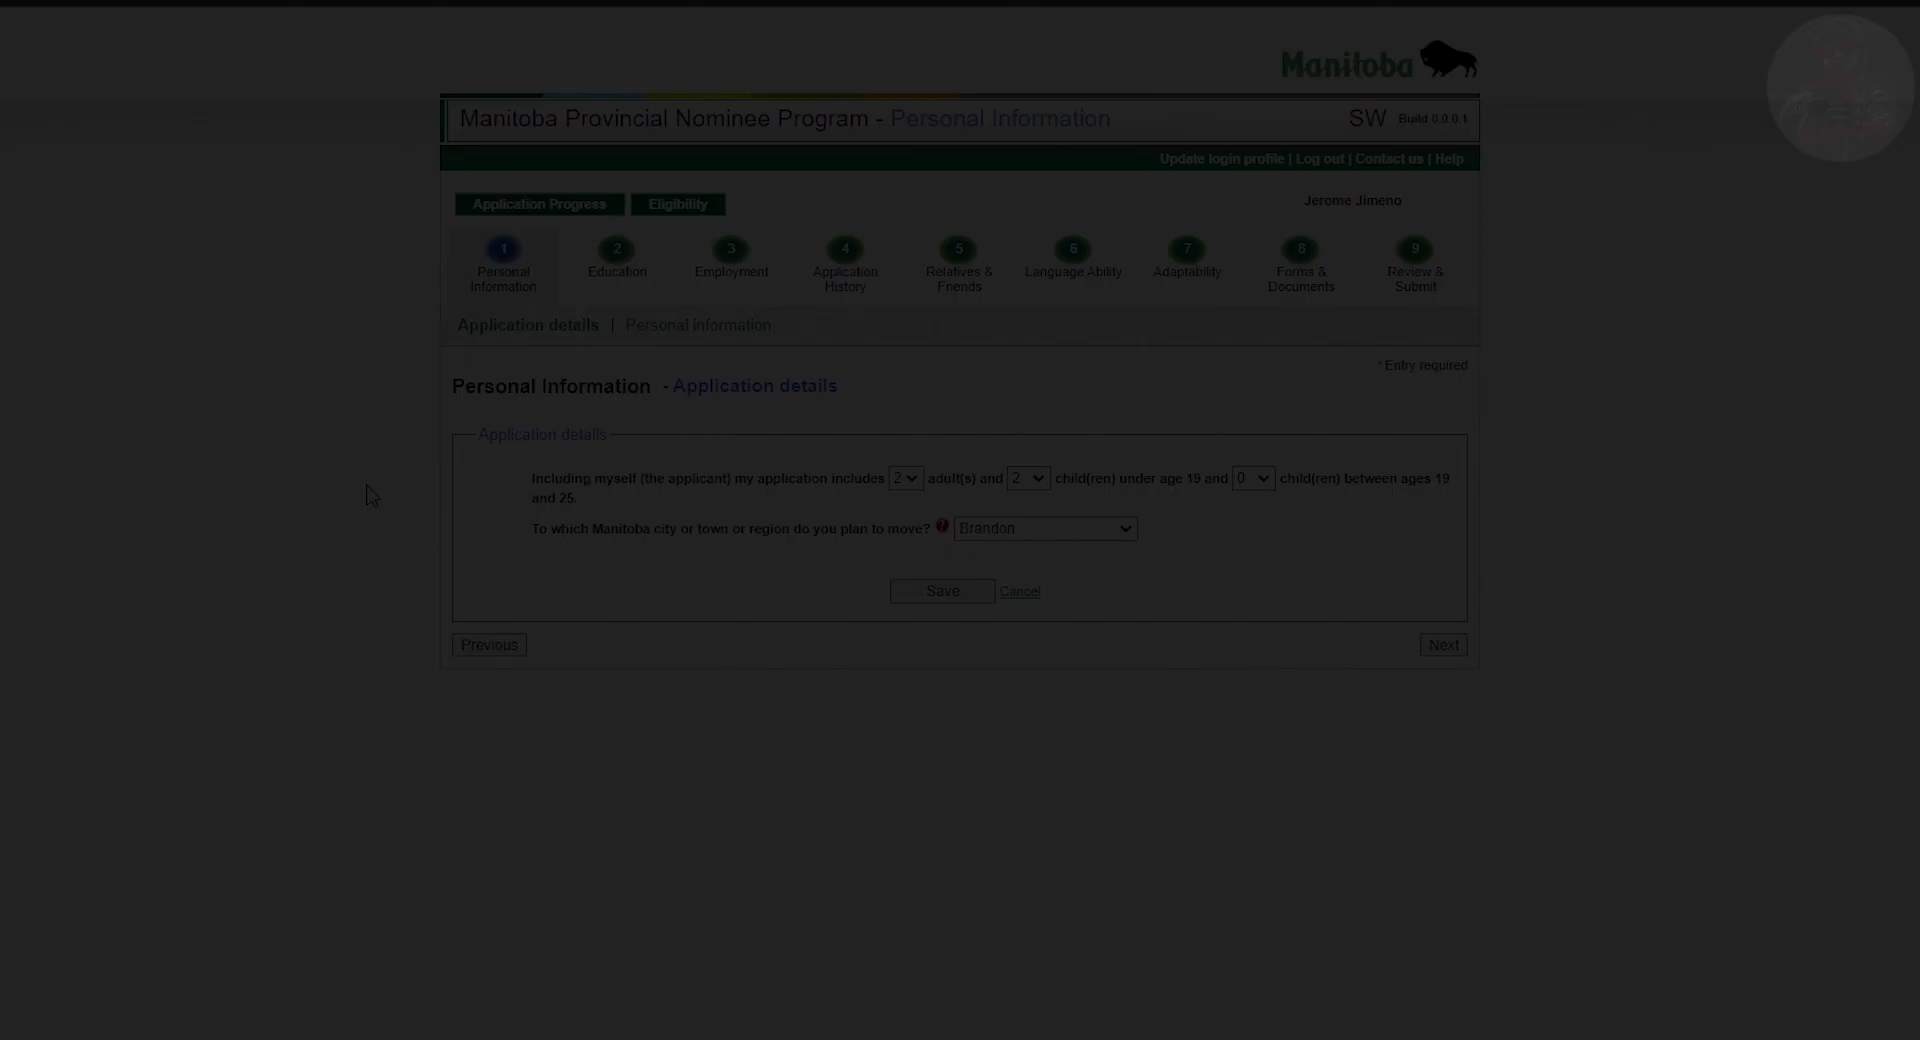 Manitoba
Manitoba Provincial Nominee Program - Personal Information SW Build 0.0.0.1
Update login profile | Log out | Contact us | Help
Application Progress Eligibility Jerome Jimeno
1 2 3 4 5 6 7 8 9
Personal Information Education Employment Application History Relatives & Friends Language Ability Adaptability Forms & Documents Review & Submit
Application details | Personal information
* Entry required
Personal Information - Application details
Application details
Including myself (the applicant) my application includes 2 adult(s) and 2 child(ren) under age 19 and 0 child(ren) between ages 19
and 25.
To which Manitoba city or town or region do you plan to move? ? Brandon
Save Cancel
Previous Next